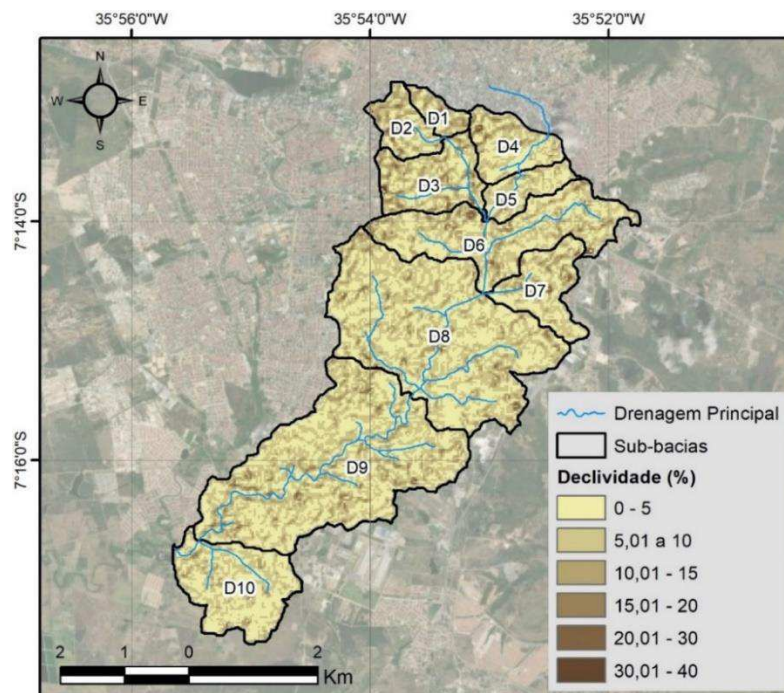 35°56'0"W 35°54'0"W 35°52'0"W
N
W E
S
D1
D2
D4
D3
D5
7°14'0"S
D6
D7
D8
Drenagem Principal
Sub-bacias
7°16'0"S
D9
Declividade (%)
0 - 5
5,01 a 10
10,01 - 15
D10
15,01 - 20
20,01 - 30
30,01 - 40
2 1 0 2
Km